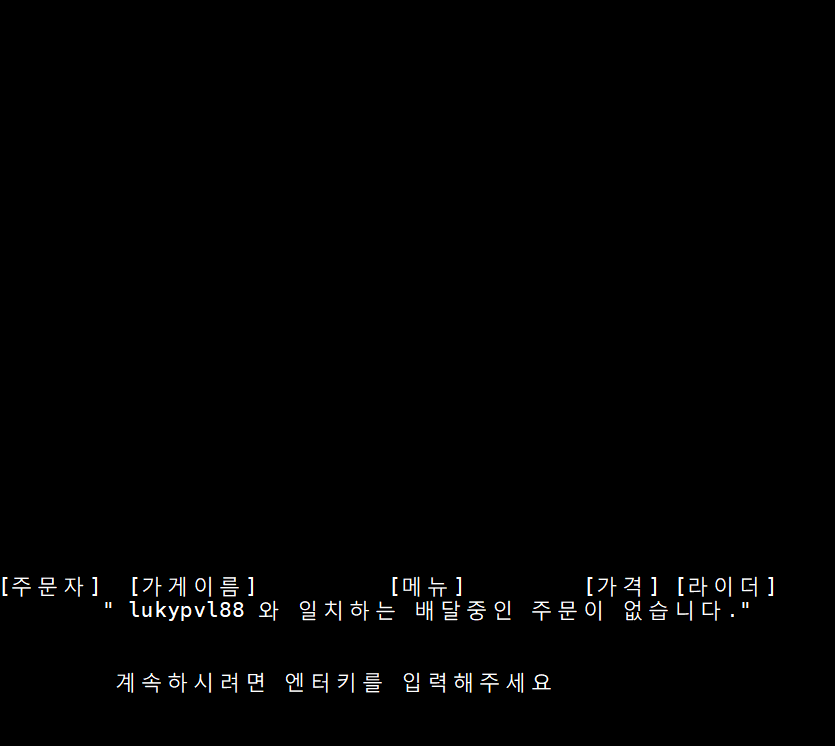 [주문자] [가게이름] [메뉴] [가격] [라이더]
" lukypvl88 와 일치하는 배달중인 주문이 없습니다."
계속하시려면 엔터키를 입력해주세요